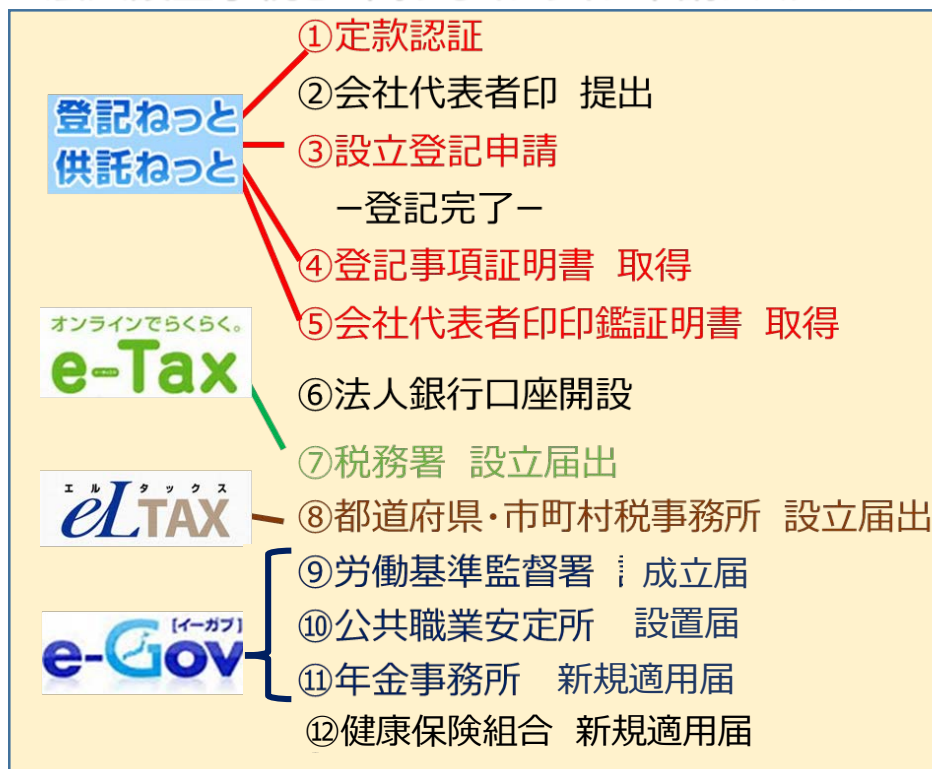 ①定款認証
②会社代表者印 提出
登記ねっと
供託ねっと
③設立登記申請
－登記完了－
④登記事項証明書 取得
⑤会社代表者印印鑑証明書 取得
オンラインでらくらく。
e-Tax
⑥法人銀行口座開設
⑦税務署 設立届出
エルタックス
eLTAX
⑧都道府県・市町村税事務所 設立届出
⑨労働基準監督署 成立届
⑩公共職業安定所 設置届
[イーガブ]
e-Gov
⑪年金事務所 新規適用届
⑫健康保険組合 新規適用届